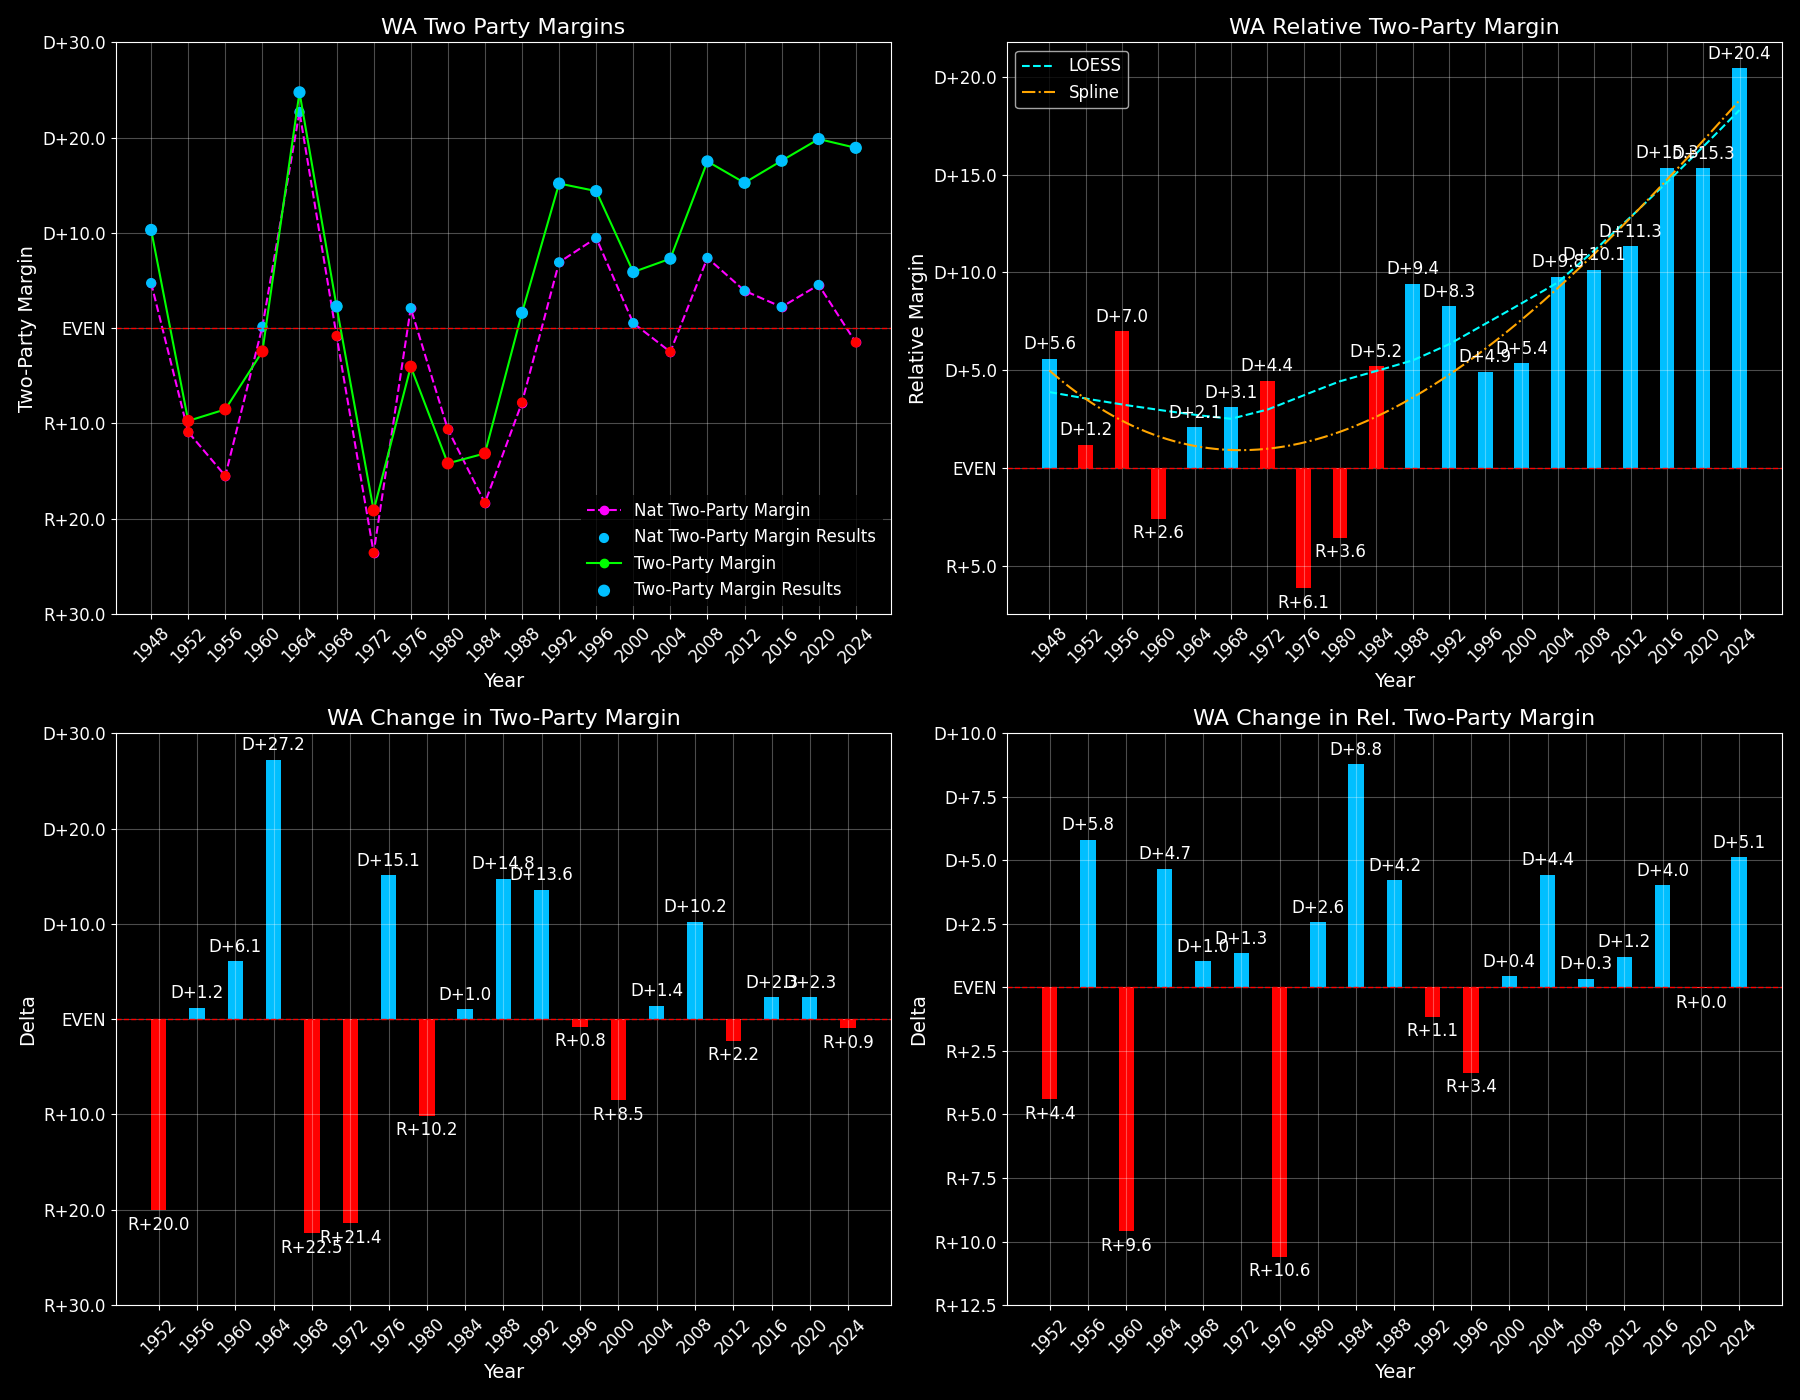 WA Two Party Margins
D+30.0
D+20.0
D+10.0
EVEN
R+10.0
R+20.0
R+30.0
Two-Party Margin
Nat Two-Party Margin
Nat Two-Party Margin Results
Two-Party Margin
Two-Party Margin Results
1948 1952 1956 1960 1964 1968 1972 1976 1980 1984 1988 1992 1996 2000 2004 2008 2012 2016 2020 2024
Year
WA Relative Two-Party Margin
LOESS
Spline
D+20.0
D+15.0
D+10.0
D+5.0
EVEN
R+5.0
Relative Margin
D+5.6 D+1.2 D+7.0 R+2.6 D+2.1 D+3.1 D+4.4 R+6.1 R+3.6 D+5.2 D+9.4 D+8.3 D+4.9 D+5.4 D+9.8 D+10.1 D+11.3 D+15.3 D+15.3 D+20.4
1948 1952 1956 1960 1964 1968 1972 1976 1980 1984 1988 1992 1996 2000 2004 2008 2012 2016 2020 2024
Year
WA Change in Two-Party Margin
D+30.0
D+20.0
D+10.0
EVEN
R+10.0
R+20.0
R+30.0
Delta
R+20.0 D+1.2 D+6.1 D+27.2 R+22.5 R+21.4 D+15.1 R+10.2 D+1.0 D+14.8 D+13.6 R+0.8 R+8.5 D+1.4 D+10.2 R+2.2 D+2.3 D+2.3 R+0.9
1952 1956 1960 1964 1968 1972 1976 1980 1984 1988 1992 1996 2000 2004 2008 2012 2016 2020 2024
Year
WA Change in Rel. Two-Party Margin
D+10.0
D+7.5
D+5.0
D+2.5
EVEN
R+2.5
R+5.0
R+7.5
R+10.0
R+12.5
Delta
R+4.4 D+5.8 R+9.6 D+4.7 D+1.0 D+1.3 R+10.6 D+2.6 D+8.8 D+4.2 R+1.1 R+3.4 D+0.4 D+4.4 D+0.3 D+1.2 D+4.0 R+0.0 D+5.1
1952 1956 1960 1964 1968 1972 1976 1980 1984 1988 1992 1996 2000 2004 2008 2012 2016 2020 2024
Year